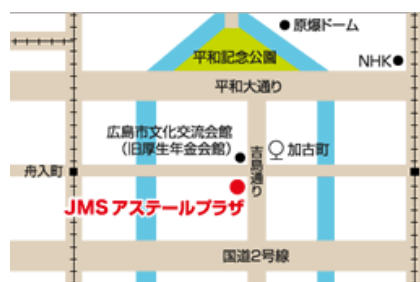 原爆ドーム
平和記念公園
NHK
平和大通り
広島市文化交流会館
(旧厚生年金会館)
加古町
吉島通り
舟入町
JMSアステールプラザ
国道2号線